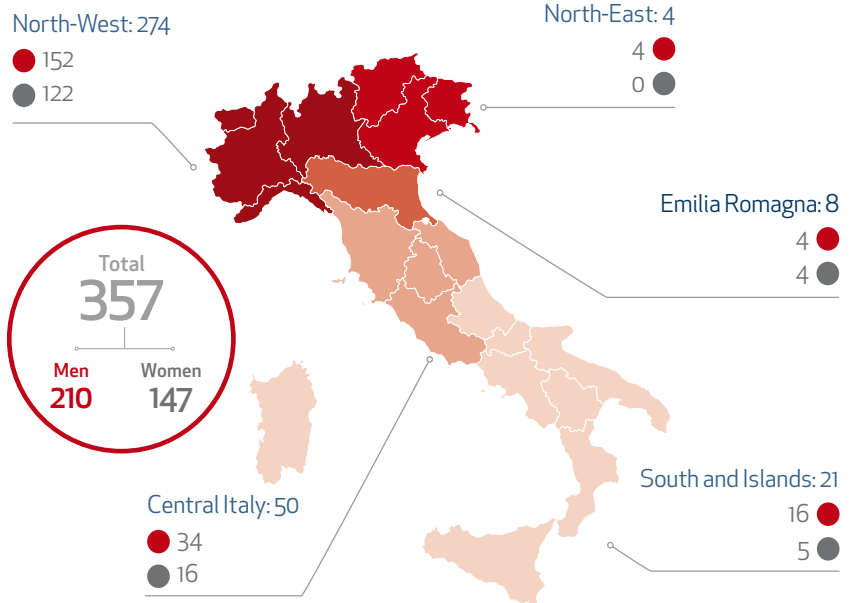 North-West: 274
152
122
North-East: 4
4
0
Emilia Romagna: 8
4
4
Total
357
Men
210
Women
147
Central Italy: 50
34
16
South and Islands: 21
16
5